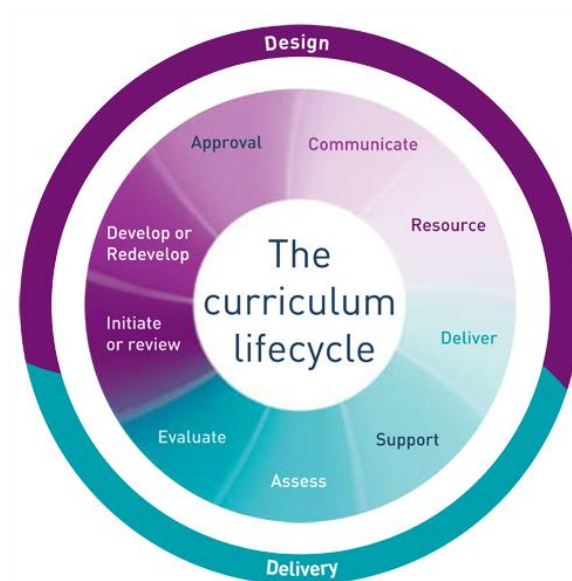 Design
Approval
Communicate
Develop or
Redevelop
Resource
The
curriculum
lifecycle
Initiate
or review
Deliver
Evaluate
Support
Assess
Delivery